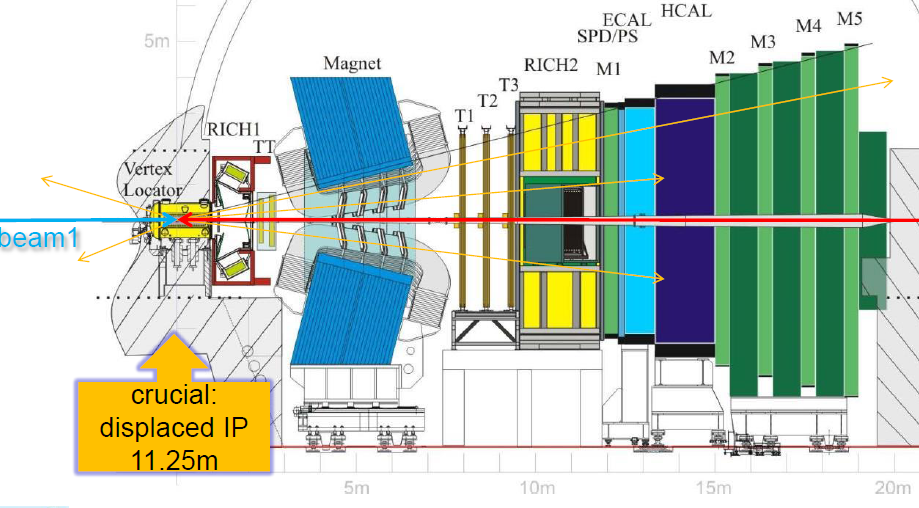 HCAL
ECAL
SPD/PS
M5
M4
M3
M2
5m
Magnet
RICH2
M1
T3
T2
T1
RICH1
TT
Vertex
Locator
beam1
crucial:
displaced IP
11.25m
5m
10m
15m
20m